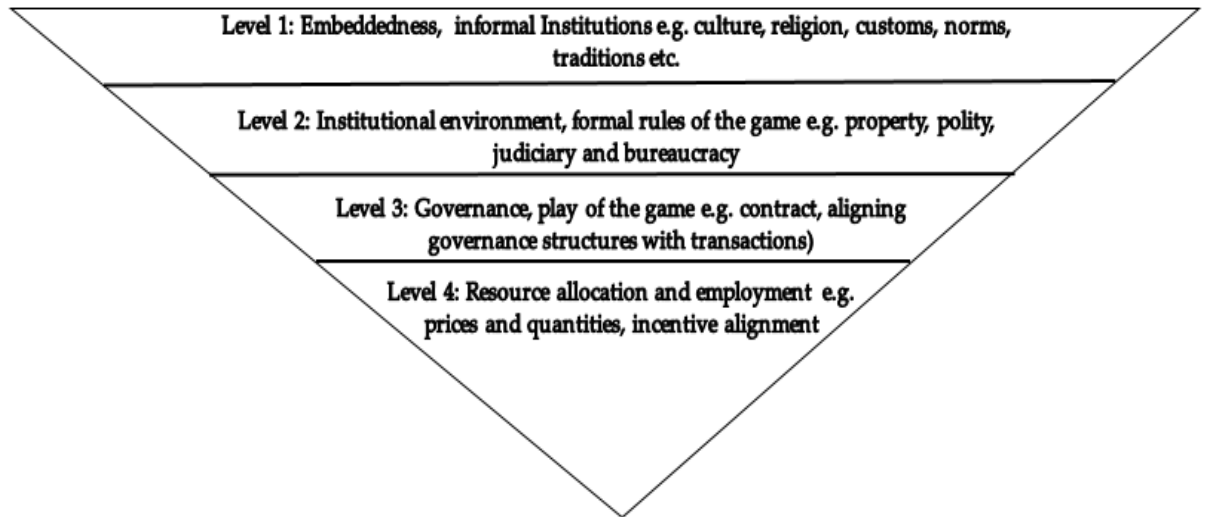 Level 1: Embeddedness, informal Institutions e.g. culture, religion, customs, norms,
traditions etc.
Level 2: Institutional environment, formal rules of the game e.g. property, polity,
judiciary and bureaucracy
Level 3: Governance, play of the game e.g. contract, aligning
governance structures with transactions)
Level 4: Resource allocation and employment e.g.
prices and quantities, incentive alignment